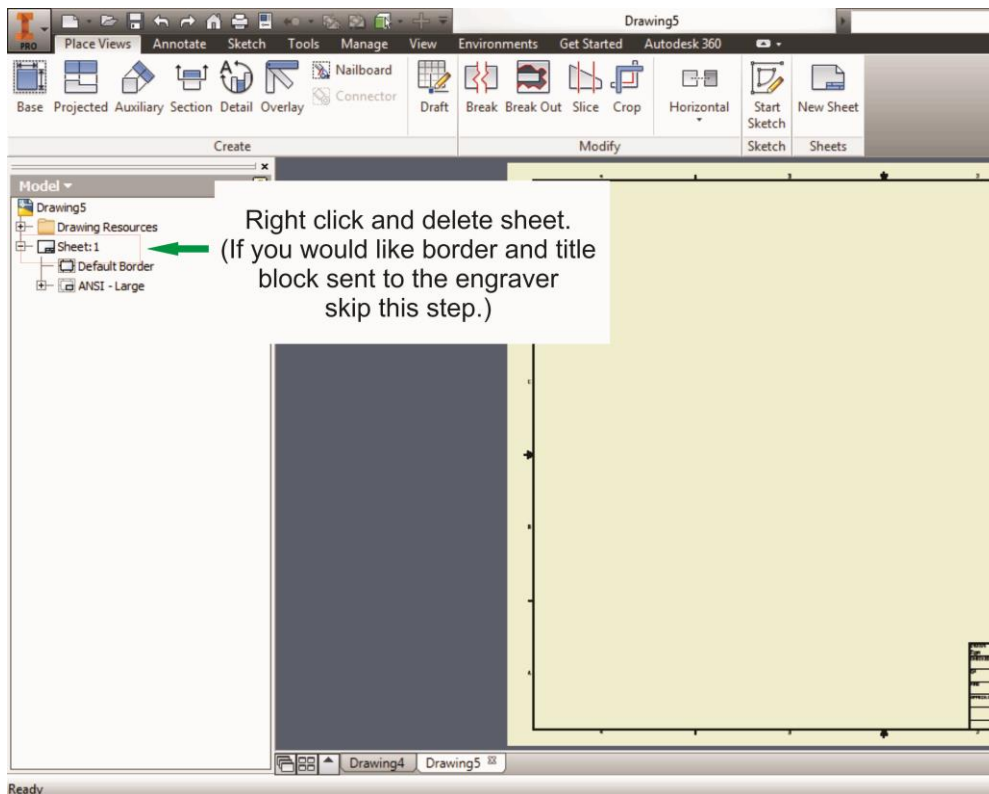 Drawing5
PRO
Place Views Annotate Sketch Tools Manage View Environments Get Started Autodesk 360
Nailboard
Connector
Base Projected Auxiliary Section Detail Overlay Draft Break Break Out Slice Crop Horizontal Start Sketch New Sheet
Create Modify Sketch Sheets
Model
Drawing5
Drawing Resources
Sheet:1
Default Border
ANSI - Large
Right click and delete sheet.
(If you would like border and title
block sent to the engraver
skip this step.)
Drawing4 Drawing5
Ready